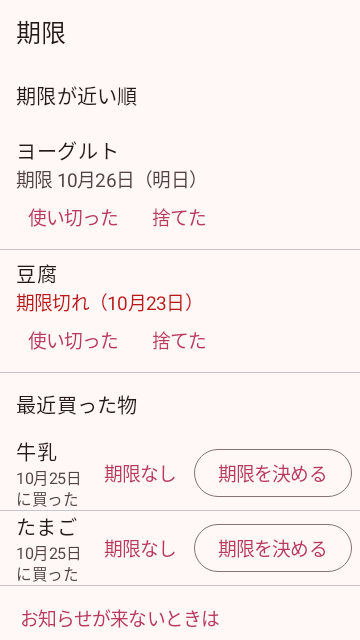 期限
期限が近い順
ヨーグルト
期限 10月26日（明日）
使い切った 捨てた
豆腐
期限切れ（10月23日）
使い切った 捨てた
最近買った物
牛乳
10月25日
に買った
期限なし 期限を決める
たまご
10月25日
に買った
期限なし 期限を決める
お知らせが来ないときは